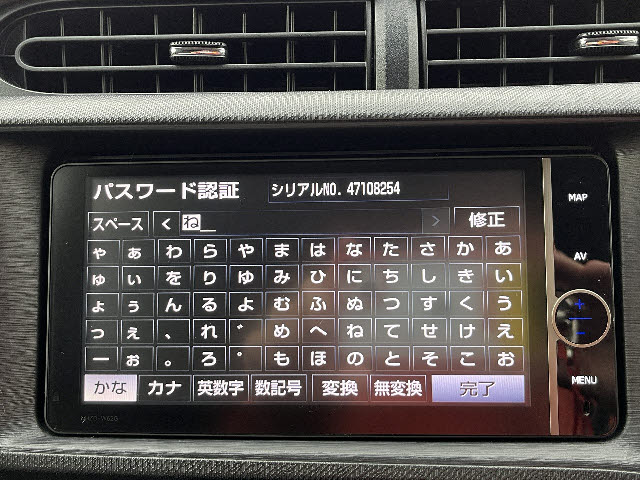 パスワード認証 シリアルNO. 47108254
スペース < ね_ > 修正
ゃ ぁ わ ら や ま は な た さ か あ
ゅ ぃ を り ゆ み ひ に ち し き い
ょ ぅ ん る よ む ふ ぬ つ す く う
っ ぇ 、 れ ゛ め へ ね て せ け え
ー ぉ 。 ろ ゜ も ほ の と そ こ お
かな カナ 英数字 数記号 変換 無変換 完了
MAP
AV
+
-
MENU